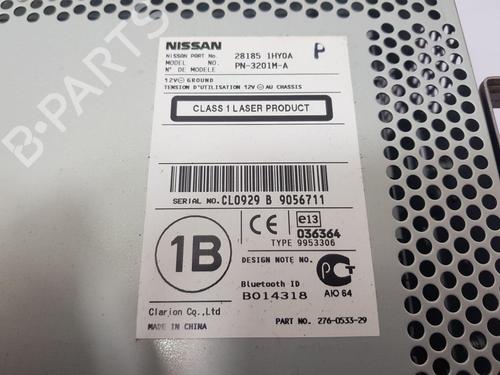 NISSAN
NISSAN PART NO. 28185 1HY0A P
MODEL NO. PN-3201M-A
N° DE MODELE
12V⊖GROUND
TENSION D'UTILISATION 12V⊖AU CHASSIS
CLASS 1 LASER PRODUCT
SERIAL NO. CL0929 B 9056711
1B
CE
e13
036364
TYPE 9953306
DESIGN NOTE NO.
Bluetooth ID
B014318
АЮ 64
Clarion Co.,Ltd
MADE IN CHINA
PART NO. 276-0533-29
B-PARTS